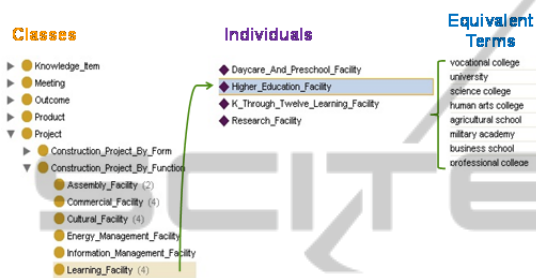 Classes
Knowledge_Item
Meeting
Outcome
Product
Project
Construction_Project_By_Form
Construction_Project_By_Function
Assembly_Facility (2)
Commercial_Facility (4)
Cultural_Facility (4)
Energy_Management_Facility
Information_Management_Facility
Learning_Facility (4)
Individuals
Daycare_And_Preschool_Facility
Higher_Education_Facility
K_Through_Twelve_Learning_Facility
Research_Facility
Equivalent
Terms
vocational college
university
science college
human arts college
agricultural school
military academy
business school
professional college
SCITE